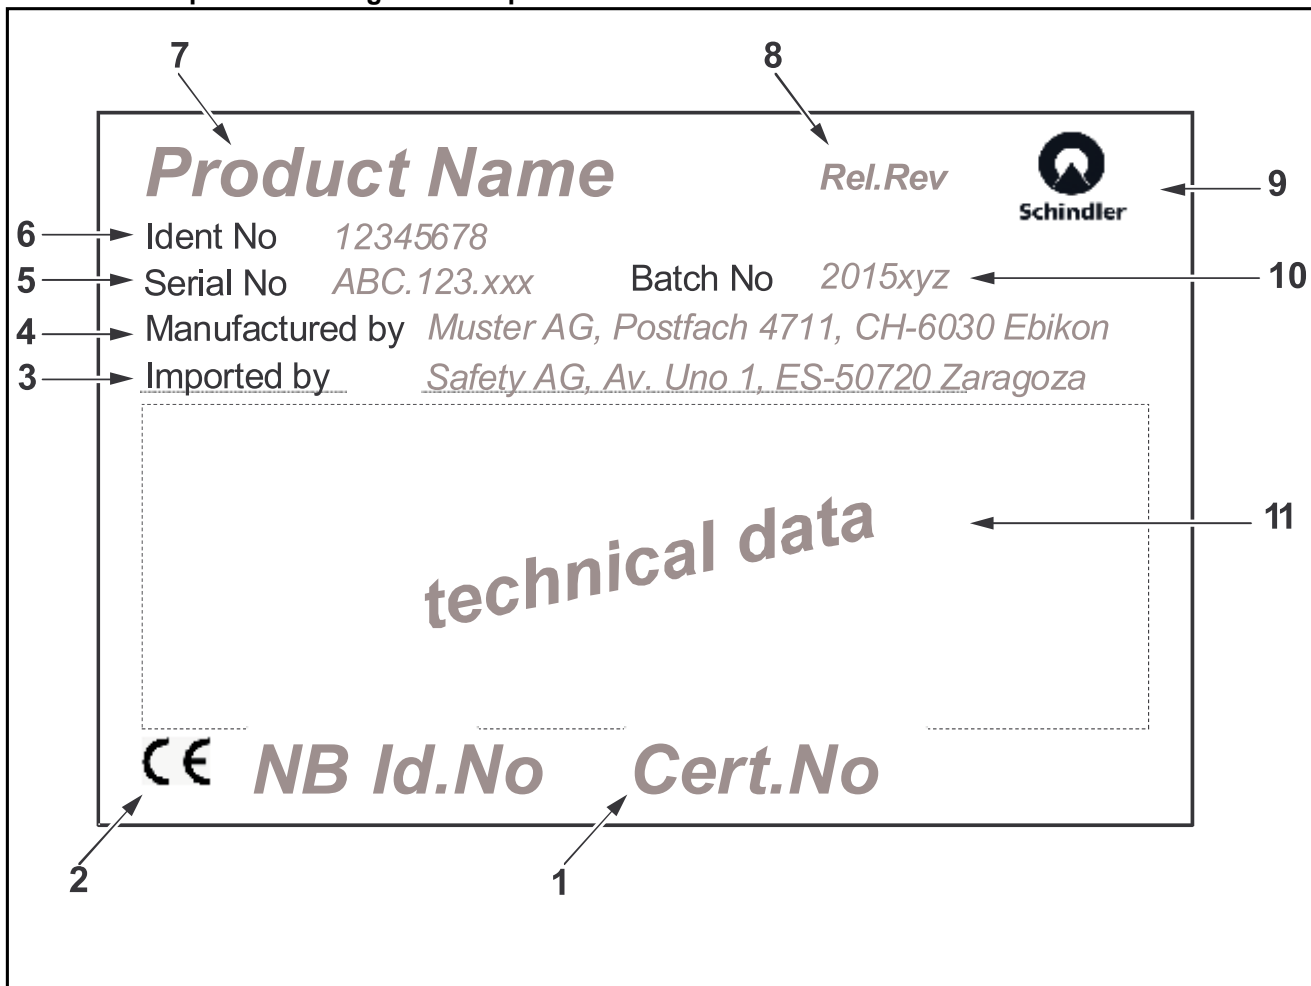 7 8
Product Name Rel.Rev
Schindler 9
6 Ident No 12345678
5 Serial No ABC.123.xxx Batch No 2015xyz 10
4 Manufactured by Muster AG, Postfach 4711, CH-6030 Ebikon
3 Imported by Safety AG, Av. Uno 1, ES-50720 Zaragoza
technical data 11
CE NB Id.No Cert.No
2 1